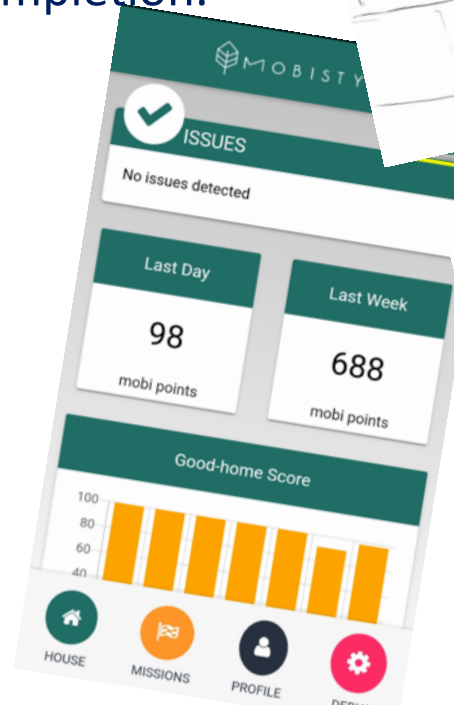 MOBISTY
ISSUES
No issues detected
Last Day
98
mobi points
Last Week
688
mobi points
Good-home Score
100
80
60
40
HOUSE
MISSIONS
PROFILE